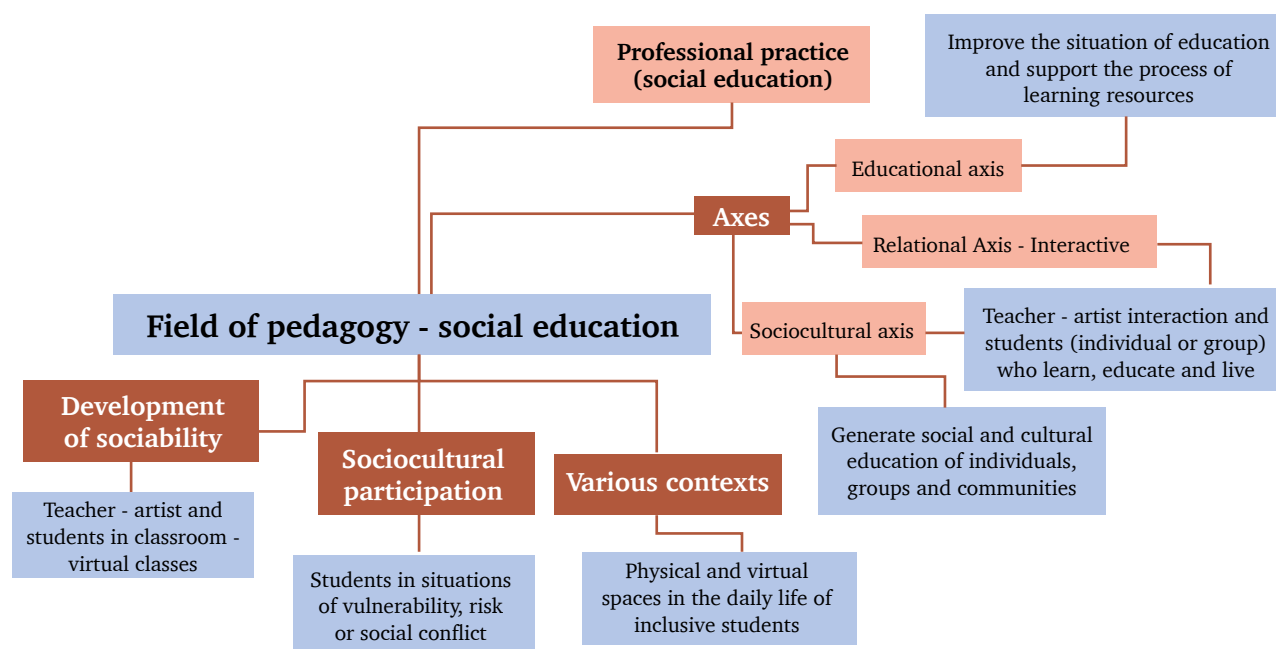 Professional practice
(social education)
Improve the situation of education
and support the process of
learning resources
Educational axis
Axes
Relational Axis - Interactive
Field of pedagogy - social education
Sociocultural axis
Teacher - artist interaction and
students (individual or group)
who learn, educate and live
Development
of sociability
Generate social and cultural
education of individuals,
groups and communities
Sociocultural
participation
Various contexts
Teacher - artist and
students in classroom -
virtual classes
Students in situations
of vulnerability, risk
or social conflict
Physical and virtual
spaces in the daily life of
inclusive students